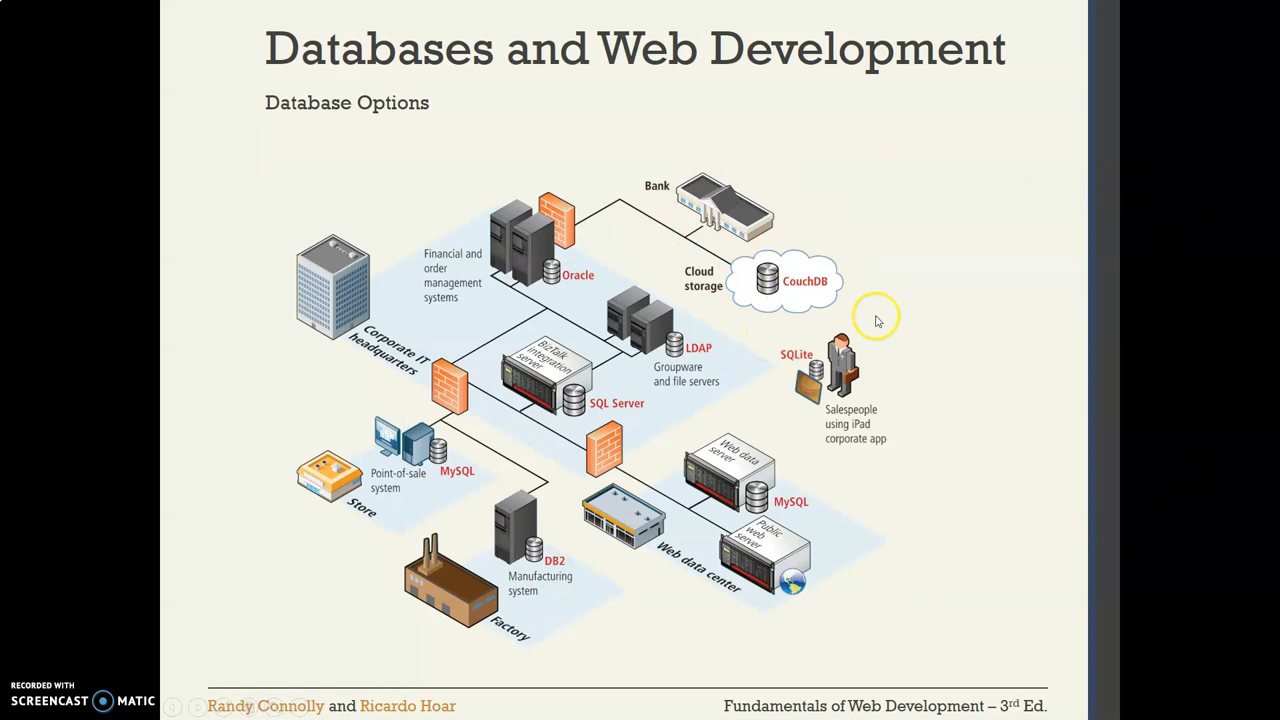 Databases and Web Development
Database Options
Bank
Financial and
order
management
systems
Oracle
Cloud
storage
CouchDB
Corporate IT
headquarters
BizTalk
integration
server
SQL Server
LDAP
Groupware
and file servers
SQLite
Salespeople
using iPad
corporate app
Point-of-sale
system
MySQL
Store
Web data
server
MySQL
Public
web
server
Web data center
DB2
Manufacturing
system
Factory
RECORDED WITH
SCREENCAST MATIC
Randy Connolly and Ricardo Hoar
Fundamentals of Web Development – 3rd Ed.